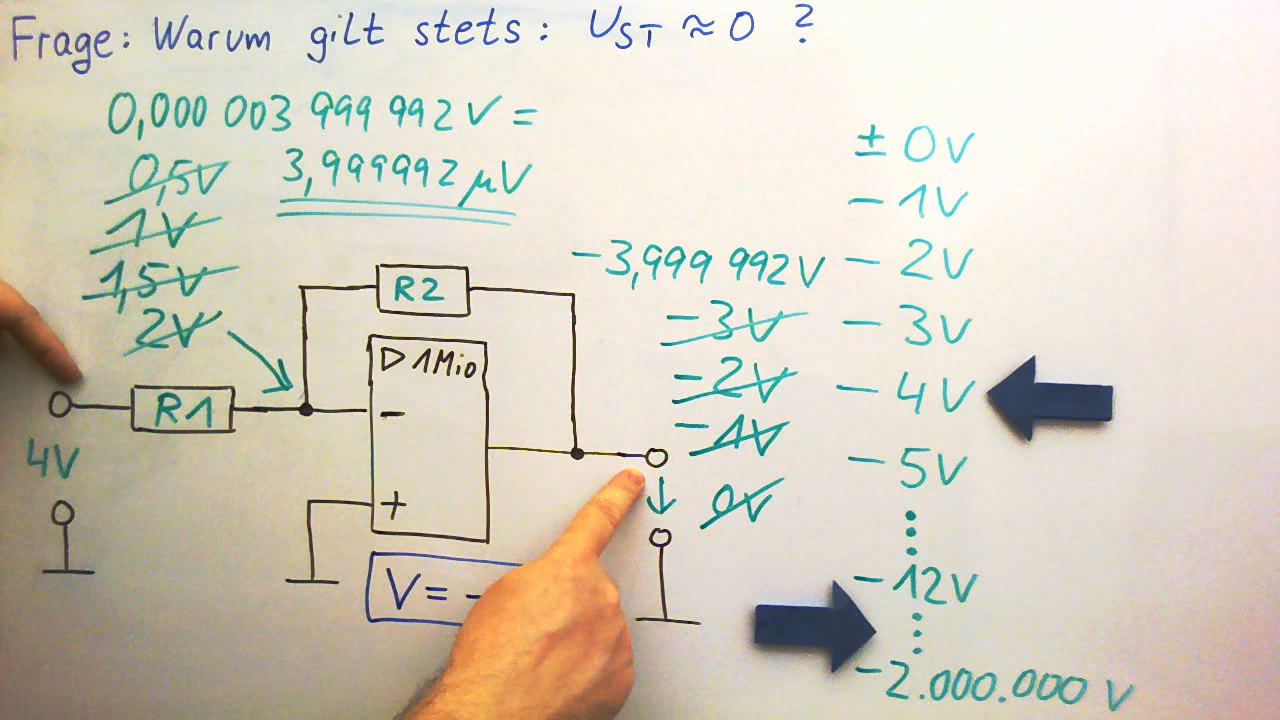 Frage: Warum gilt stets: UST ≈ 0 ?
0,000 003 999 992 V =
3,999992 µV
0,5V
1V
1,5V
2V
R2
▷ 1Mio
R1
−
+
4V
V = -
−3,999 992V
−3V
−2V
−1V
0V
± 0V
− 1V
− 2V
− 3V
− 4V
− 5V
− 12V
− 2.000.000 V